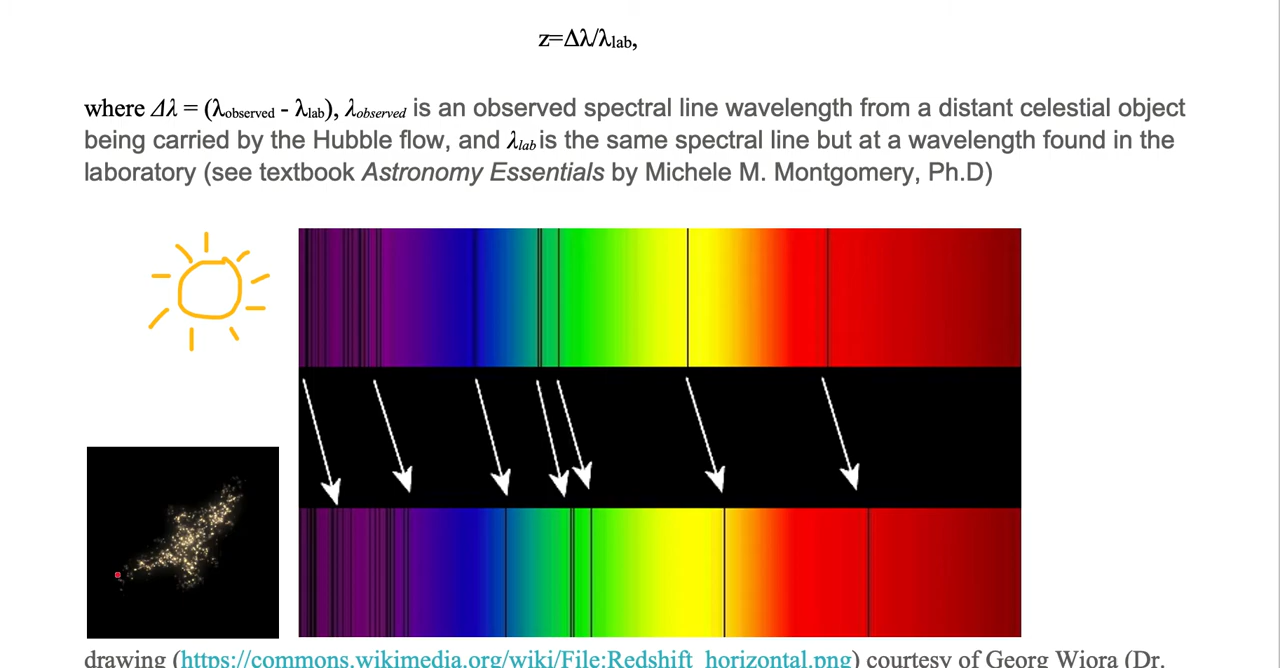 z=Δλ/λlab,
where Δλ = (λobserved - λlab), λobserved is an observed spectral line wavelength from a distant celestial object
being carried by the Hubble flow, and λlab is the same spectral line but at a wavelength found in the
laboratory (see textbook Astronomy Essentials by Michele M. Montgomery, Ph.D)
drawing (https://commons.wikimedia.org/wiki/File:Redshift_horizontal.png) courtesy of Georg Wiora (Dr.